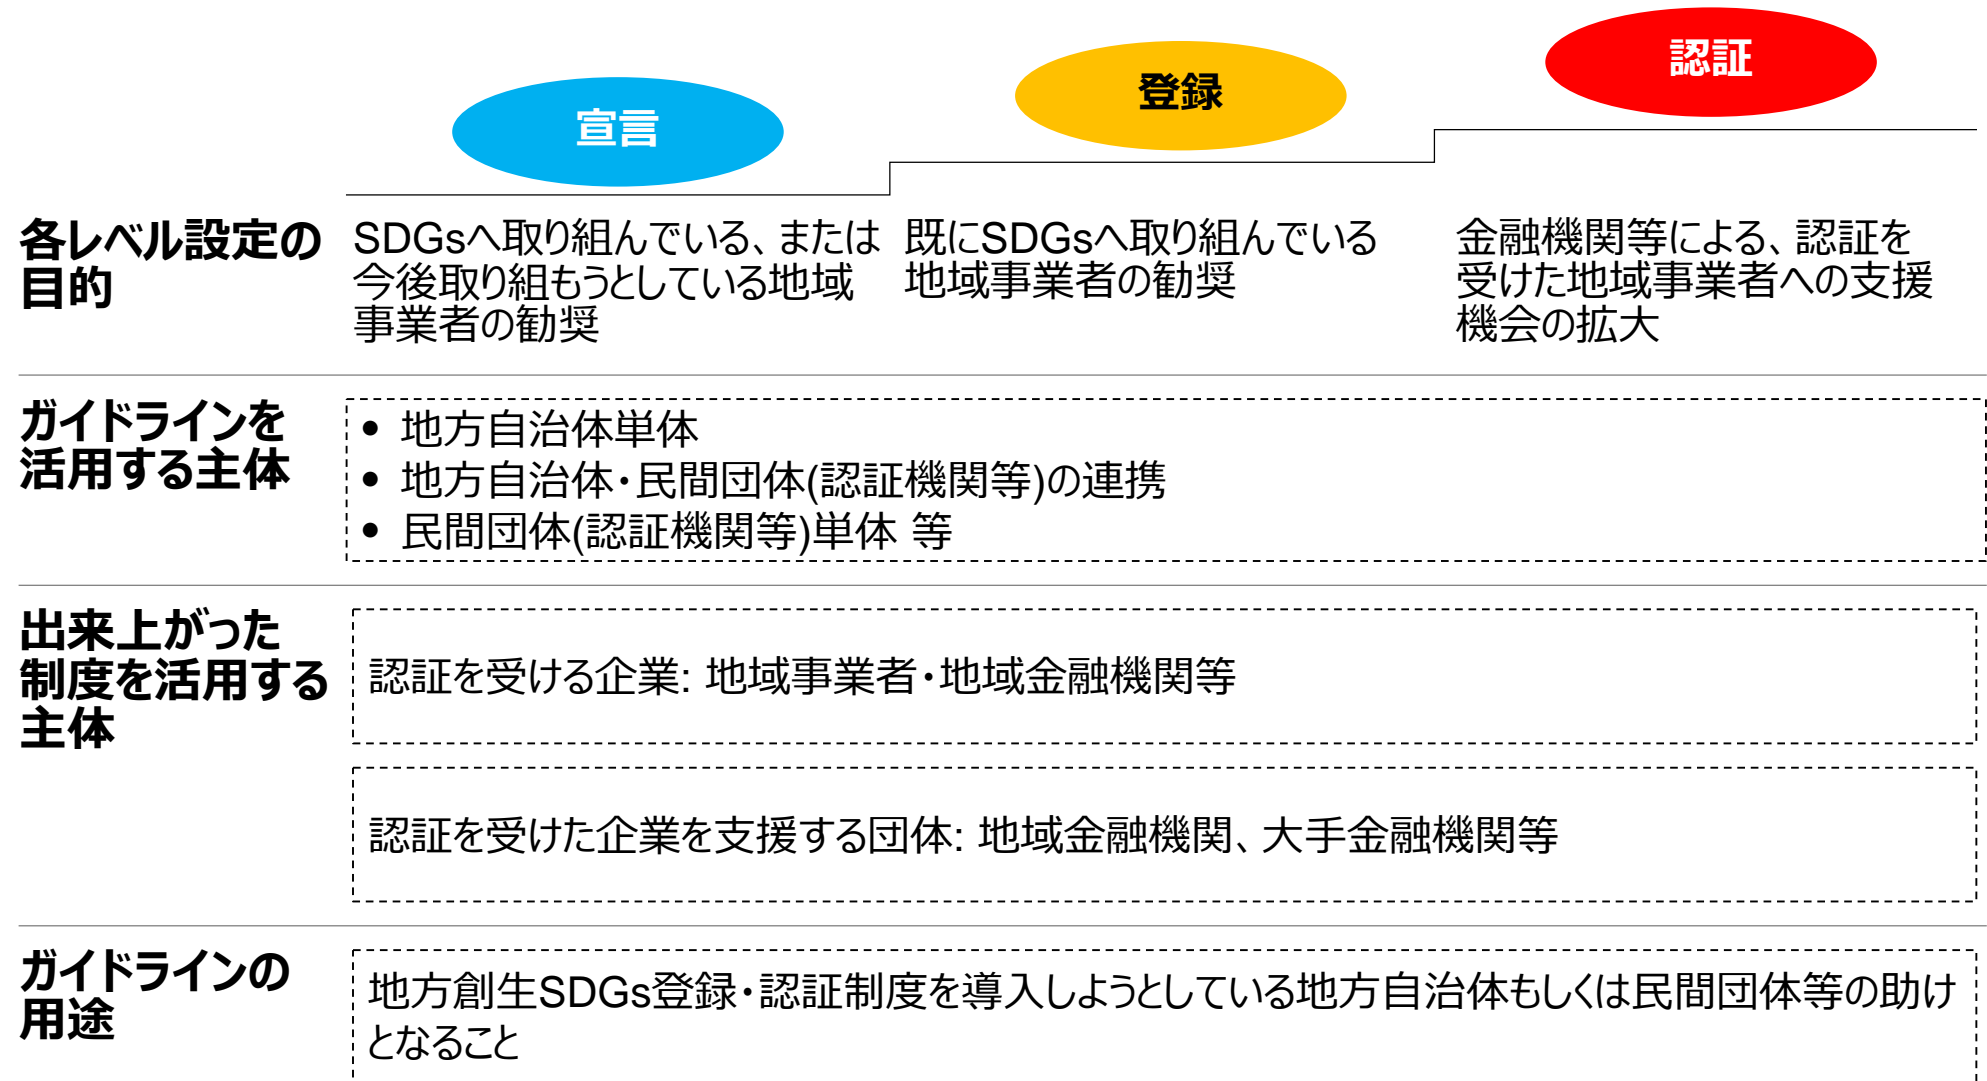 宣言
登録
認証
各レベル設定の
目的
SDGsへ取り組んでいる、または
今後取り組もうとしている地域
事業者の勧奨
既にSDGsへ取り組んでいる
地域事業者の勧奨
金融機関等による、認証を
受けた地域事業者への支援
機会の拡大
ガイドラインを
活用する主体
• 地方自治体単体
• 地方自治体・民間団体(認証機関等)の連携
• 民間団体(認証機関等)単体 等
出来上がった
制度を活用する
主体
認証を受ける企業: 地域事業者・地域金融機関等
認証を受けた企業を支援する団体: 地域金融機関、大手金融機関等
ガイドラインの
用途
地方創生SDGs登録・認証制度を導入しようとしている地方自治体もしくは民間団体等の助け
となること